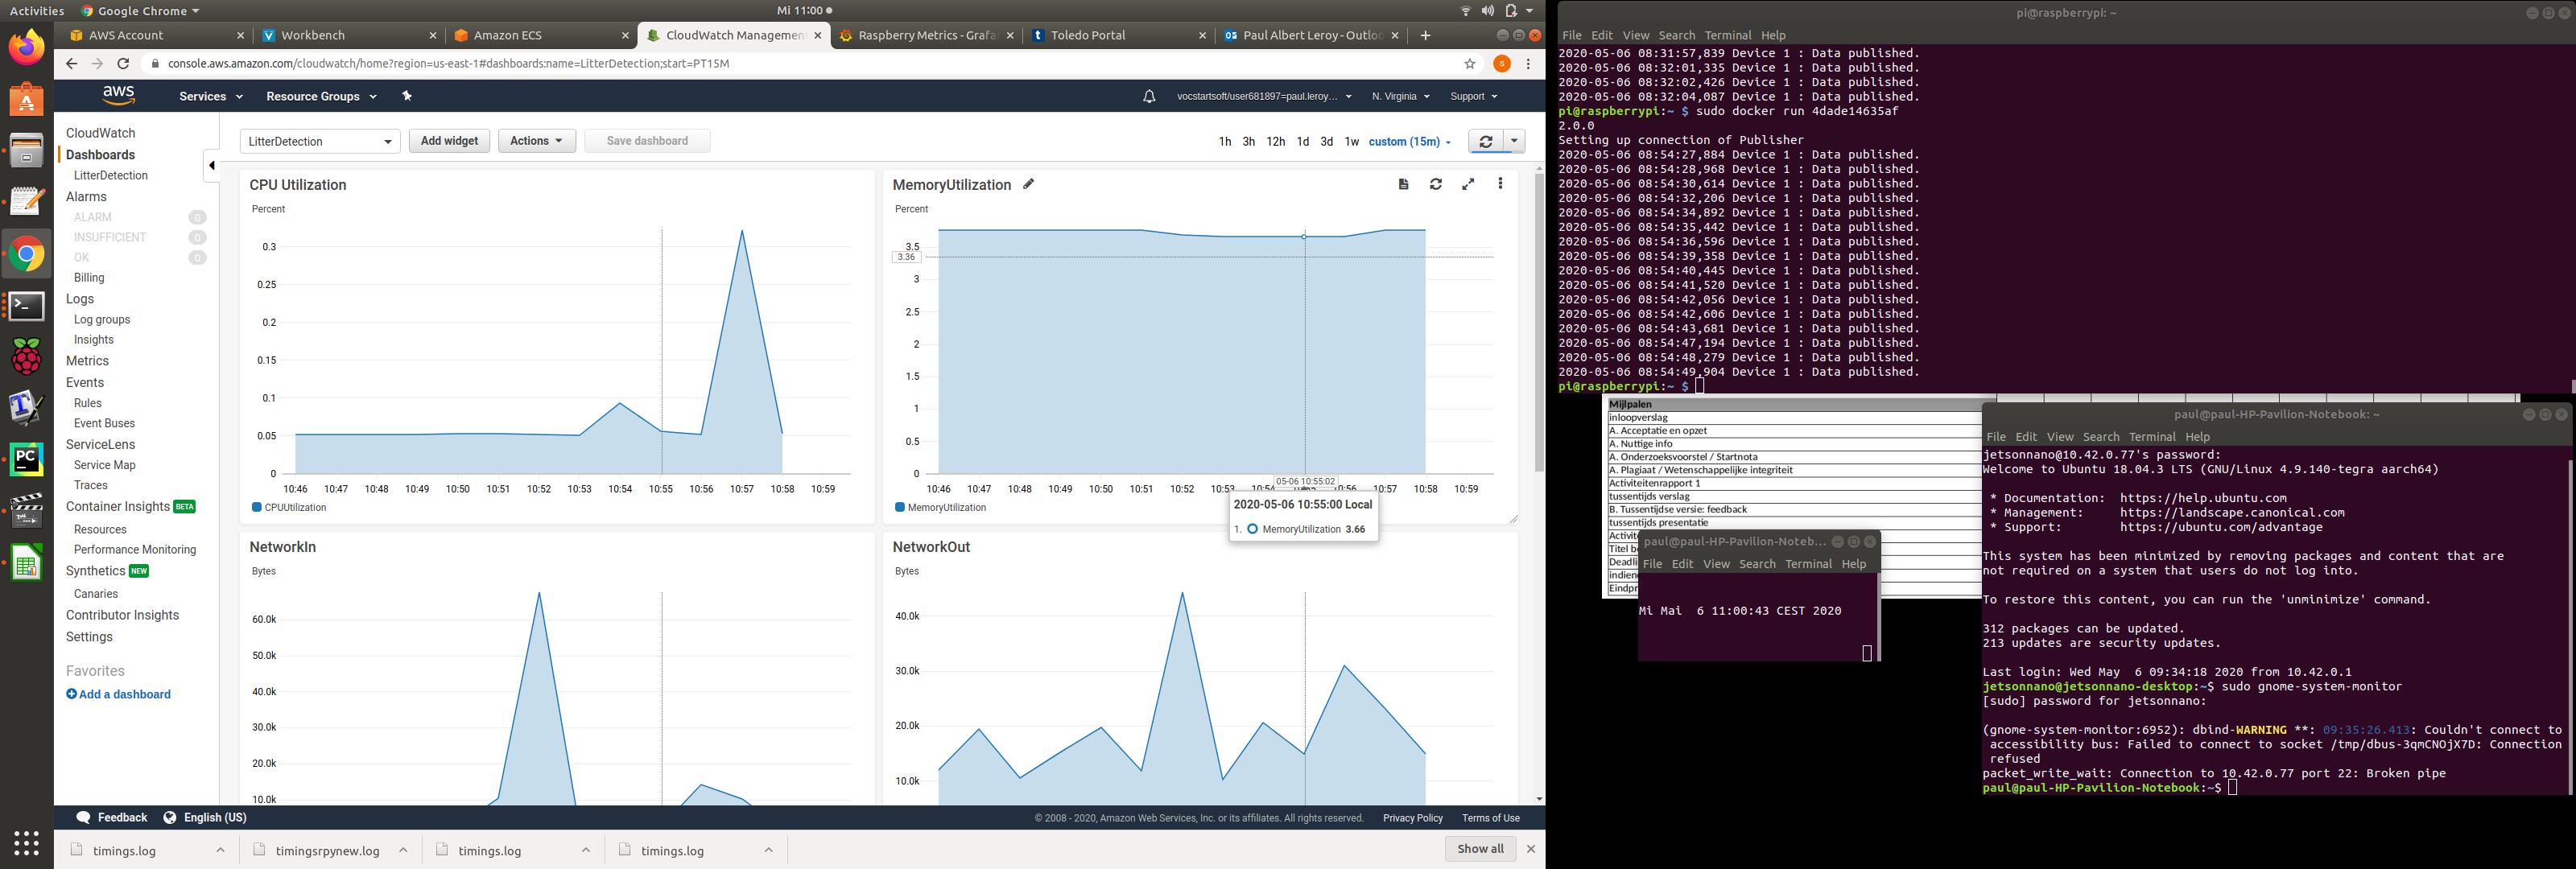 Activities
Google Chrome
Mi 11:00
AWS Account
Workbench
Amazon ECS
CloudWatch Management
Raspberry Metrics - Grafa
Toledo Portal
Paul Albert Leroy - Outloo
console.aws.amazon.com/cloudwatch/home?region=us-east-1#dashboards:name=LitterDetection;start=PT15M
S
aws
Services
Resource Groups
vocstartsoft/user681897=paul.leroy...
N. Virginia
Support
CloudWatch
Dashboards
LitterDetection
Alarms
ALARM 0
INSUFFICIENT 0
OK 0
Billing
Logs
Log groups
Insights
Metrics
Events
Rules
Event Buses
ServiceLens
Service Map
Traces
Container Insights BETA
Resources
Performance Monitoring
Synthetics NEW
Canaries
Contributor Insights
Settings
Favorites
Add a dashboard
LitterDetection
Add widget
Actions
Save dashboard
1h 3h 12h 1d 3d 1w custom (15m)
CPU Utilization
Percent
0.3
0.25
0.2
0.15
0.1
0.05
0
10:46 10:47 10:48 10:49 10:50 10:51 10:52 10:53 10:54 10:55 10:56 10:57 10:58 10:59
CPUUtilization
MemoryUtilization
Percent
3.5
3.36
3
2.5
2
1.5
1
0.5
0
10:46 10:47 10:48 10:49 10:50 10:51 10:52 10:53 10:54 10:56 10:57 10:58 10:59
05-06 10:55:02
MemoryUtilization
2020-05-06 10:55:00 Local
1. MemoryUtilization 3.66
NetworkIn
Bytes
60.0k
50.0k
40.0k
30.0k
20.0k
10.0k
NetworkOut
Bytes
40.0k
30.0k
20.0k
10.0k
Feedback
English (US)
© 2008 - 2020, Amazon Web Services, Inc. or its affiliates. All rights reserved.
Privacy Policy
Terms of Use
timings.log
timingsrpynew.log
timings.log
timings.log
Show all
PC
pi@raspberrypi: ~
File Edit View Search Terminal Help
2020-05-06 08:31:57,839 Device 1 : Data published.
2020-05-06 08:32:01,335 Device 1 : Data published.
2020-05-06 08:32:02,426 Device 1 : Data published.
2020-05-06 08:32:04,087 Device 1 : Data published.
pi@raspberrypi:~ $ sudo docker run 4dade14635af
2.0.0
Setting up connection of Publisher
2020-05-06 08:54:27,884 Device 1 : Data published.
2020-05-06 08:54:28,968 Device 1 : Data published.
2020-05-06 08:54:30,614 Device 1 : Data published.
2020-05-06 08:54:32,206 Device 1 : Data published.
2020-05-06 08:54:34,892 Device 1 : Data published.
2020-05-06 08:54:35,442 Device 1 : Data published.
2020-05-06 08:54:36,596 Device 1 : Data published.
2020-05-06 08:54:39,358 Device 1 : Data published.
2020-05-06 08:54:40,445 Device 1 : Data published.
2020-05-06 08:54:41,520 Device 1 : Data published.
2020-05-06 08:54:42,056 Device 1 : Data published.
2020-05-06 08:54:42,606 Device 1 : Data published.
2020-05-06 08:54:43,681 Device 1 : Data published.
2020-05-06 08:54:47,194 Device 1 : Data published.
2020-05-06 08:54:48,279 Device 1 : Data published.
2020-05-06 08:54:49,904 Device 1 : Data published.
pi@raspberrypi:~ $
Mijlpalen
inloopverslag
A. Acceptatie en opzet
A. Nuttige info
A. Onderzoeksvoorstel / Startnota
A. Plagiaat / Wetenschappelijke integriteit
Activiteitenrapport 1
tussentijds verslag
B. Tussentijdse versie: feedback
tussentijds presentatie
Activite
Titel be
Deadli
indien
Eindpr
paul@paul-HP-Pavilion-Noteb...
File Edit View Search Terminal Help
Mi Mai  6 11:00:43 CEST 2020
paul@paul-HP-Pavilion-Notebook: ~
File Edit View Search Terminal Help
jetsonnano@10.42.0.77's password:
Welcome to Ubuntu 18.04.3 LTS (GNU/Linux 4.9.140-tegra aarch64)
* Documentation:  https://help.ubuntu.com
* Management:     https://landscape.canonical.com
* Support:        https://ubuntu.com/advantage
This system has been minimized by removing packages and content that are
not required on a system that users do not log into.
To restore this content, you can run the 'unminimize' command.
312 packages can be updated.
213 updates are security updates.
Last login: Wed May  6 09:34:18 2020 from 10.42.0.1
jetsonnano@jetsonnano-desktop:~$ sudo gnome-system-monitor
[sudo] password for jetsonnano:
(gnome-system-monitor:6952): dbind-WARNING **: 09:35:26.413: Couldn't connect to
accessibility bus: Failed to connect to socket /tmp/dbus-3qmCNOjX7D: Connection
refused
packet_write_wait: Connection to 10.42.0.77 port 22: Broken pipe
paul@paul-HP-Pavilion-Notebook:~$